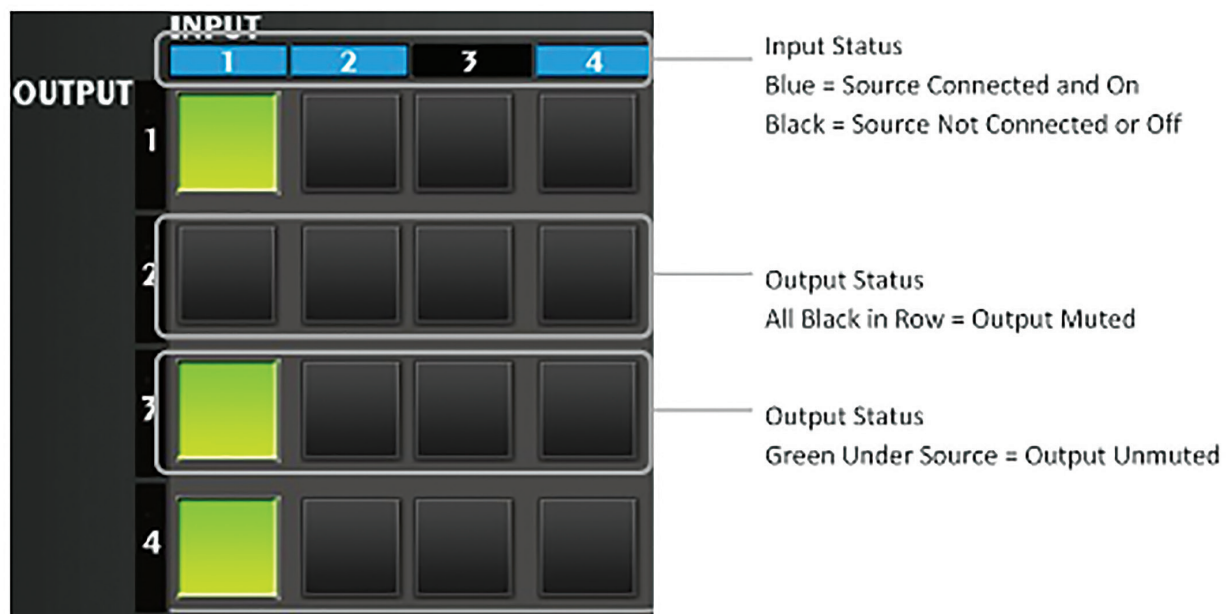 INPUT
1 2 3 4
OUTPUT
1
2
3
4
Input Status
Blue = Source Connected and On
Black = Source Not Connected or Off
Output Status
All Black in Row = Output Muted
Output Status
Green Under Source = Output Unmuted